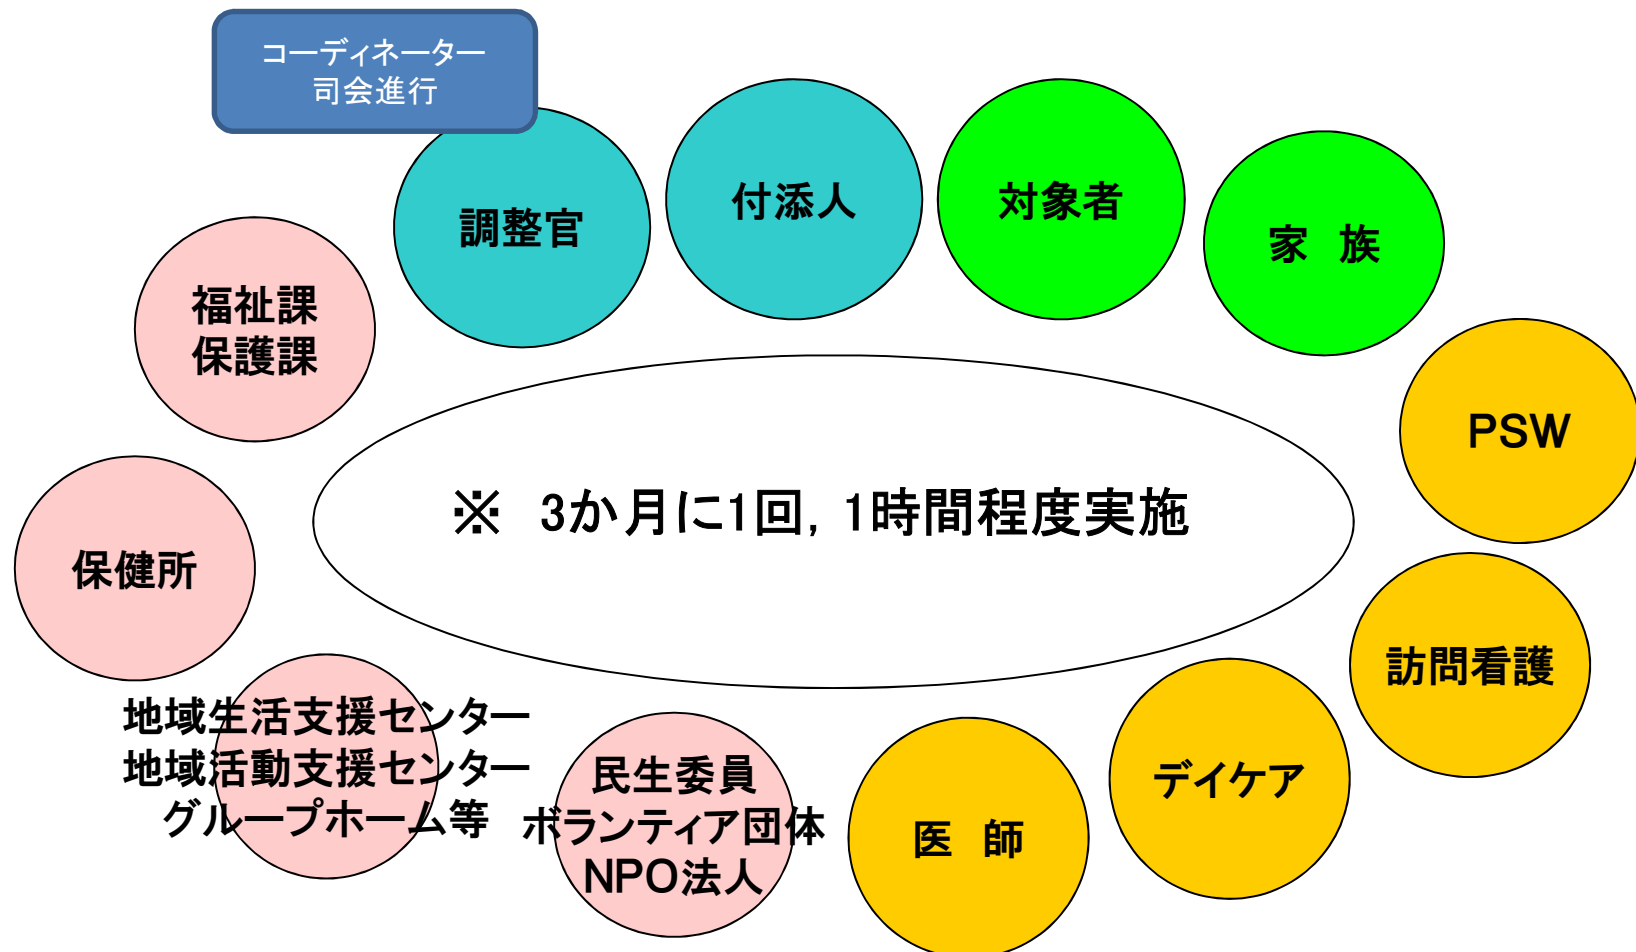 コーディネーター
司会進行
調整官
付添人
対象者
家　族
福祉課
保護課
PSW
※　3か月に1回，1時間程度実施
保健所
訪問看護
地域生活支援センター
地域活動支援センター
グループホーム等
民生委員
ボランティア団体
NPO法人
医　師
デイケア